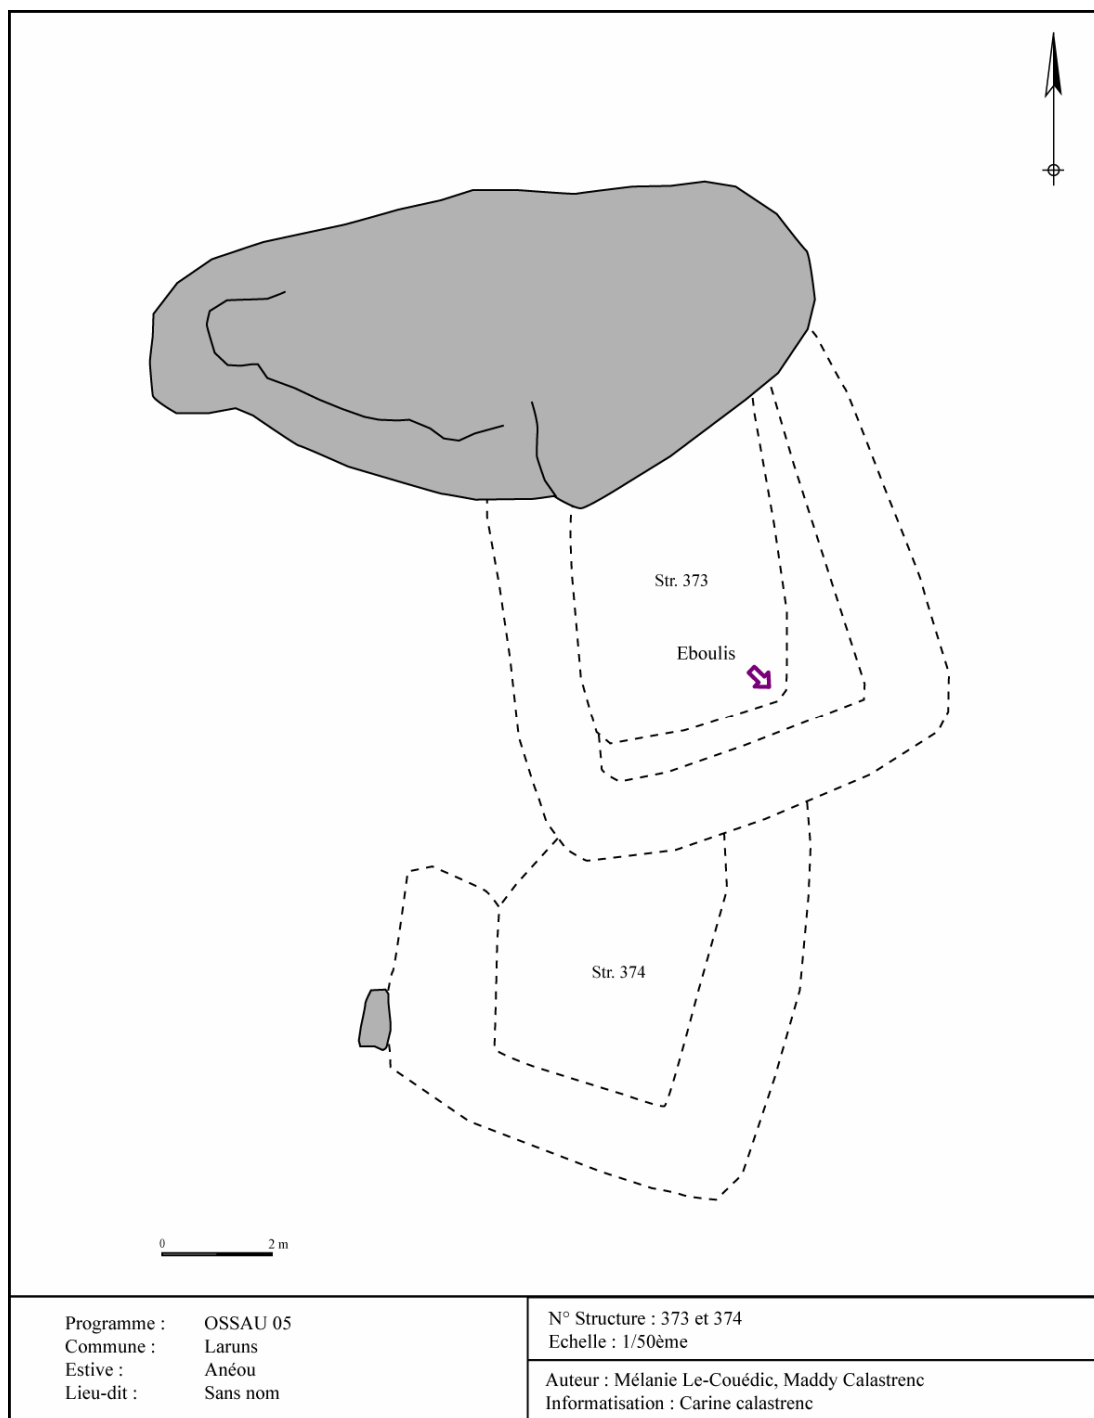 Str. 373
Eboulis
Str. 374
0 2 m
Programme : OSSAU 05
Commune : Laruns
Estive : Anéou
Lieu-dit : Sans nom
N° Structure : 373 et 374
Echelle : 1/50ème
Auteur : Mélanie Le-Couédic, Maddy Calastrenc
Informatisation : Carine calastrenc